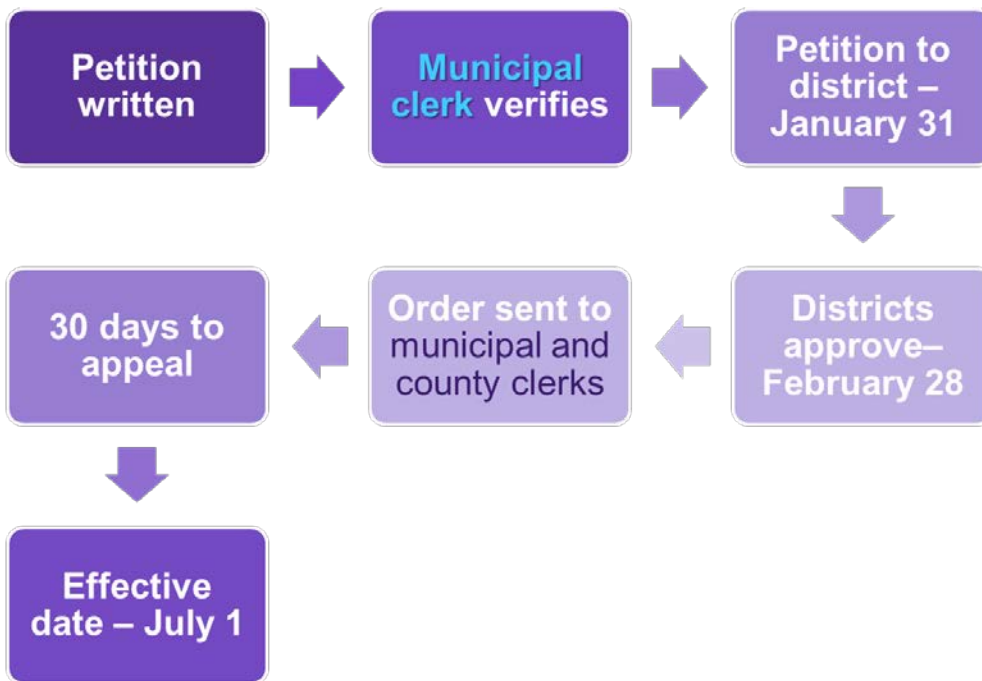 Petition
written
Municipal
clerk verifies
Petition to
district –
January 31
Districts
approve–
February 28
Order sent to
municipal and
county clerks
30 days to
appeal
Effective
date – July 1